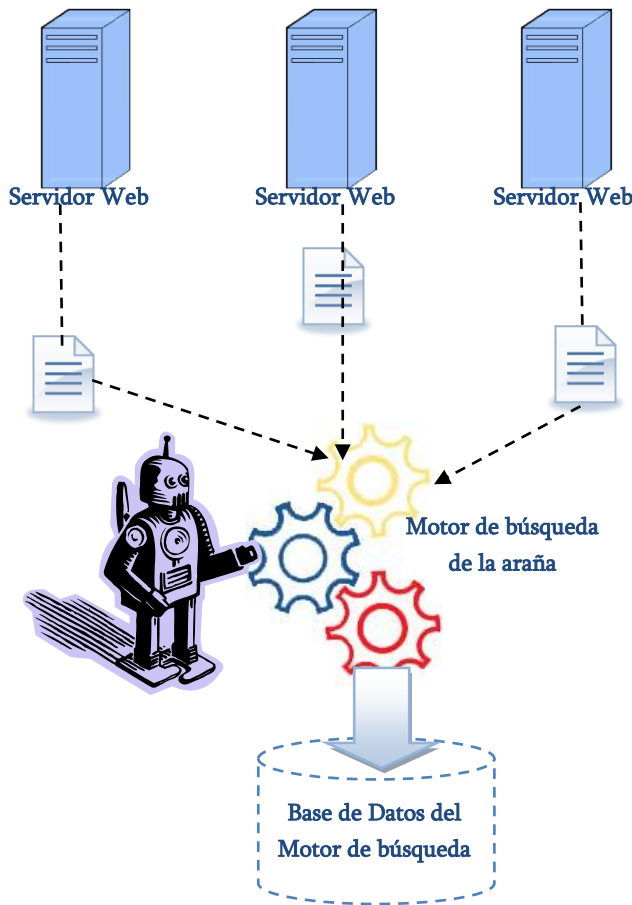 Servidor Web
Servidor Web
Servidor Web
Motor de búsqueda
de la araña
Base de Datos del
Motor de búsqueda